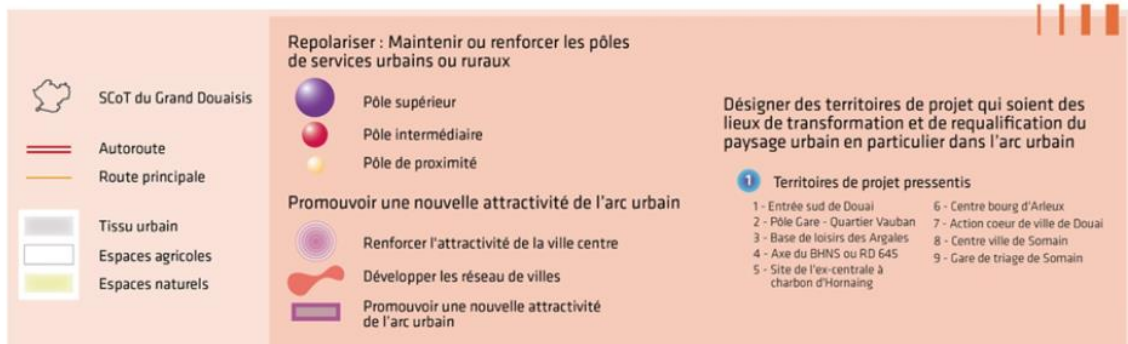 SCoT du Grand Douaisis
Autoroute
Route principale
Tissu urbain
Espaces agricoles
Espaces naturels
Repolariser : Maintenir ou renforcer les pôles
de services urbains ou ruraux
Pôle supérieur
Pôle intermédiaire
Pôle de proximité
Promouvoir une nouvelle attractivité de l'arc urbain
Renforcer l'attractivité de la ville centre
Développer les réseau de villes
Promouvoir une nouvelle attractivité
de l'arc urbain
Désigner des territoires de projet qui soient des
lieux de transformation et de requalification du
paysage urbain en particulier dans l'arc urbain
1 Territoires de projet pressentis
1 - Entrée sud de Douai
2 - Pôle Gare - Quartier Vauban
3 - Base de loisirs des Argales
4 - Axe du BHNS ou RD 645
5 - Site de l'ex-centrale à
charbon d'Hornaing
6 - Centre bourg d'Arleux
7 - Action coeur de ville de Douai
8 - Centre ville de Somain
9 - Gare de triage de Somain